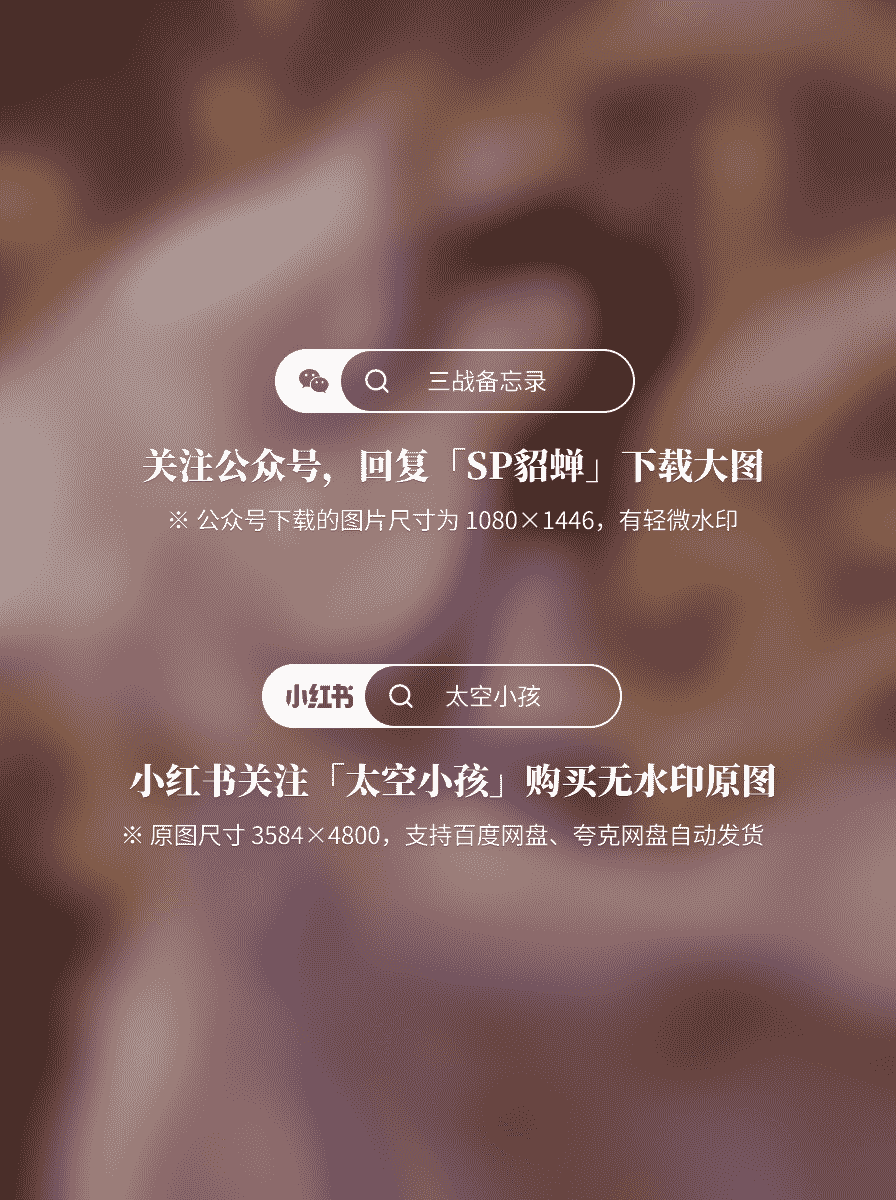 三战备忘录
关注公众号，回复「SP貂蝉」下载大图
※ 公众号下载的图片尺寸为 1080×1446，有轻微水印
小红书 太空小孩
小红书关注「太空小孩」购买无水印原图
※ 原图尺寸 3584×4800，支持百度网盘、夸克网盘自动发货